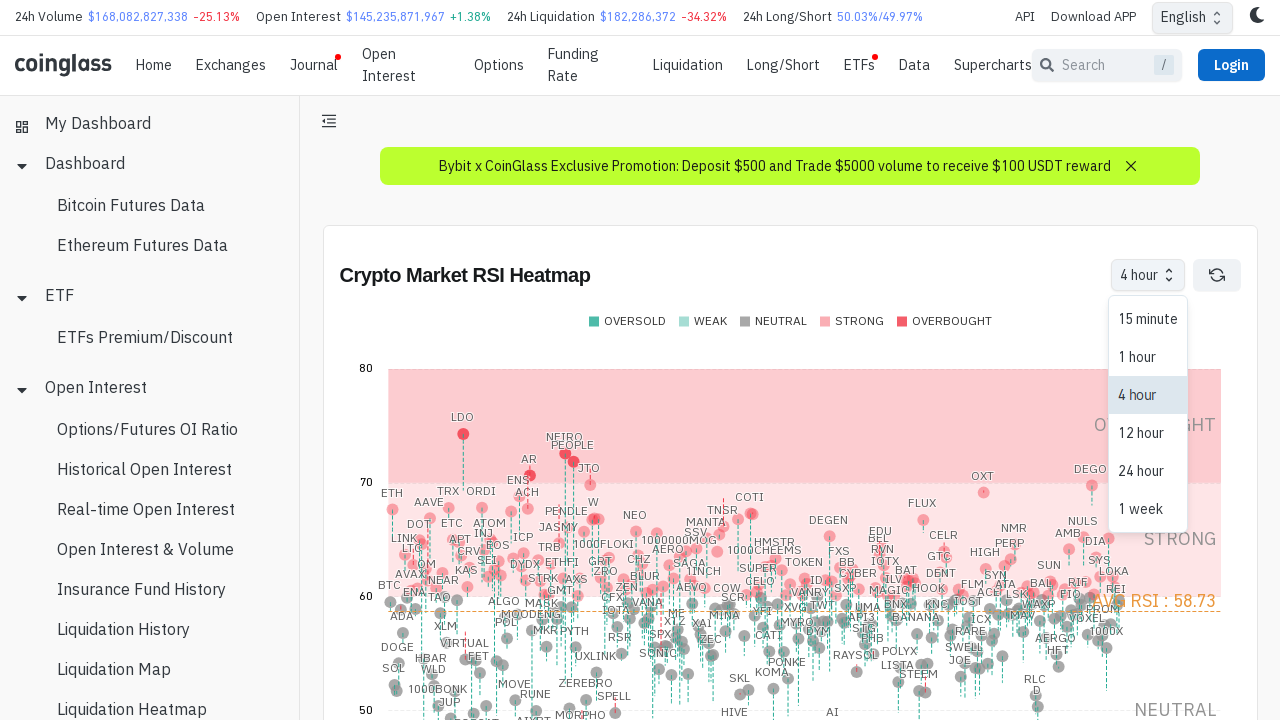 24h Volume $168,082,827,338 -25.13% Open Interest $145,235,871,967 +1.38% 24h Liquidation $182,286,372 -34.32% 24h Long/Short 50.03%/49.97% API Download APP English
coinglass Home Exchanges Journal Open Interest Options Funding Rate Liquidation Long/Short ETFs Data Supercharts Search / Login
My Dashboard
Dashboard
Bitcoin Futures Data
Ethereum Futures Data
ETF
ETFs Premium/Discount
Open Interest
Options/Futures OI Ratio
Historical Open Interest
Real-time Open Interest
Open Interest & Volume
Insurance Fund History
Liquidation History
Liquidation Map
Liquidation Heatmap
Bybit x CoinGlass Exclusive Promotion: Deposit $500 and Trade $5000 volume to receive $100 USDT reward
Crypto Market RSI Heatmap
4 hour
15 minute
1 hour
4 hour
12 hour
24 hour
1 week
OVERSOLD WEAK NEUTRAL STRONG OVERBOUGHT
80
LDO
NEIRO
PEOPLE
AR
JTO
70
ENS
OXT
DEGO
ETH
TRX
ORDI
ACH
AAVE
W
COTI
FLUX
PENDLE
TNSR
NEO
DEGEN
MANTA
STRONG
DOT
ETC
ATOM
JASMY
SSV
EDU
NULS
NMR
LINK
APT
INJ
ICP
BEL
CELR
AMB
LTC
CRV
EOS
TRB
1000FLOKI
1000000MOG
HMSTR
RVN
PERP
DIA
AERO
1000CHEEMS
FXS
HIGH
SEI
DYDX
ETHFI
GRT
CHZ
SAGA
TOKEN
BB
IOTX
GTC
SUN
SYS
AVAX
KAS
ZRO
1INCH
SUPER
CYBER
BAT
DENT
SYN
LOKA
NEAR
STRK
AXS
BLUR
CELO
ID
ILV
FLM
ATA
BAL
RIF
BTC
ENA
TAO
GMT
ZEN
AEVO
COW
VANRY
SXP
MAGIC
HOOK
ACE
LSK
FIO
REI
60
AVG RSI : 58.73
ALGO
MASK
CFX
VANA
SCR
XVG
TWT
UMA
BNX
KNC
IOST
WAXP
PROM
ADA
XLM
POL
MOODENG
IOTA
ME
MINA
YFI
API3
BANANA
ICX
MAV
VOXEL
MKR
PYTH
RSR
SPX
XTZ
XAI
CATI
MYRO
DYM
STG
RARE
AERGO
1000X
DOGE
VIRTUAL
ZEC
PHB
HBAR
FET
UXLINK
SONIC
PONKE
RAYSOL
POLYX
SWELL
JOE
HFT
SOL
WLD
KOMA
LISTA
STEEM
1000BONK
MOVE
ZEREBRO
SKL
RLC
JUP
RUNE
SPELL
D
50
MORPHO
HIVE
AI
NEUTRAL